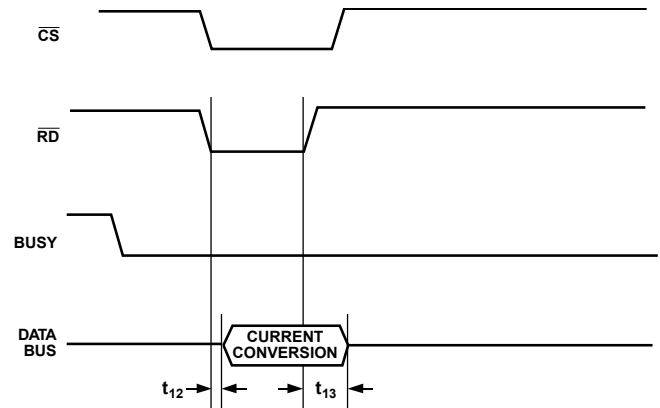 CS
RD
BUSY
DATA
BUS
CURRENT
CONVERSION
t12
t13